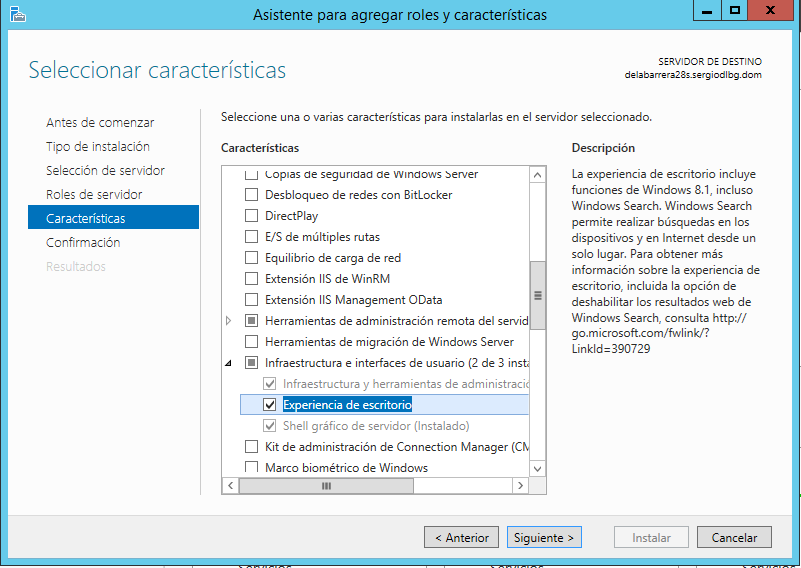 Asistente para agregar roles y características
Seleccionar características
SERVIDOR DE DESTINO
delabarrera28s.sergiodlbg.dom
Antes de comenzar
Tipo de instalación
Selección de servidor
Roles de servidor
Características
Confirmación
Resultados
Seleccione una o varias características para instalarlas en el servidor seleccionado.
Características
Copias de seguridad de Windows Server
Desbloqueo de redes con BitLocker
DirectPlay
E/S de múltiples rutas
Equilibrio de carga de red
Extensión IIS de WinRM
Extensión IIS Management OData
Herramientas de administración remota del servid
Herramientas de migración de Windows Server
Infraestructura e interfaces de usuario (2 de 3 insta
Infraestructura y herramientas de administració
Experiencia de escritorio
Shell gráfico de servidor (Instalado)
Kit de administración de Connection Manager (CM
Marco biométrico de Windows
Descripción
La experiencia de escritorio incluye
funciones de Windows 8.1, incluso
Windows Search. Windows Search
permite realizar búsquedas en los
dispositivos y en Internet desde un
solo lugar. Para obtener más
información sobre la experiencia de
escritorio, incluida la opción de
deshabilitar los resultados web de
Windows Search, consulta http://
go.microsoft.com/fwlink/?
LinkId=390729
< Anterior
Siguiente >
Instalar
Cancelar